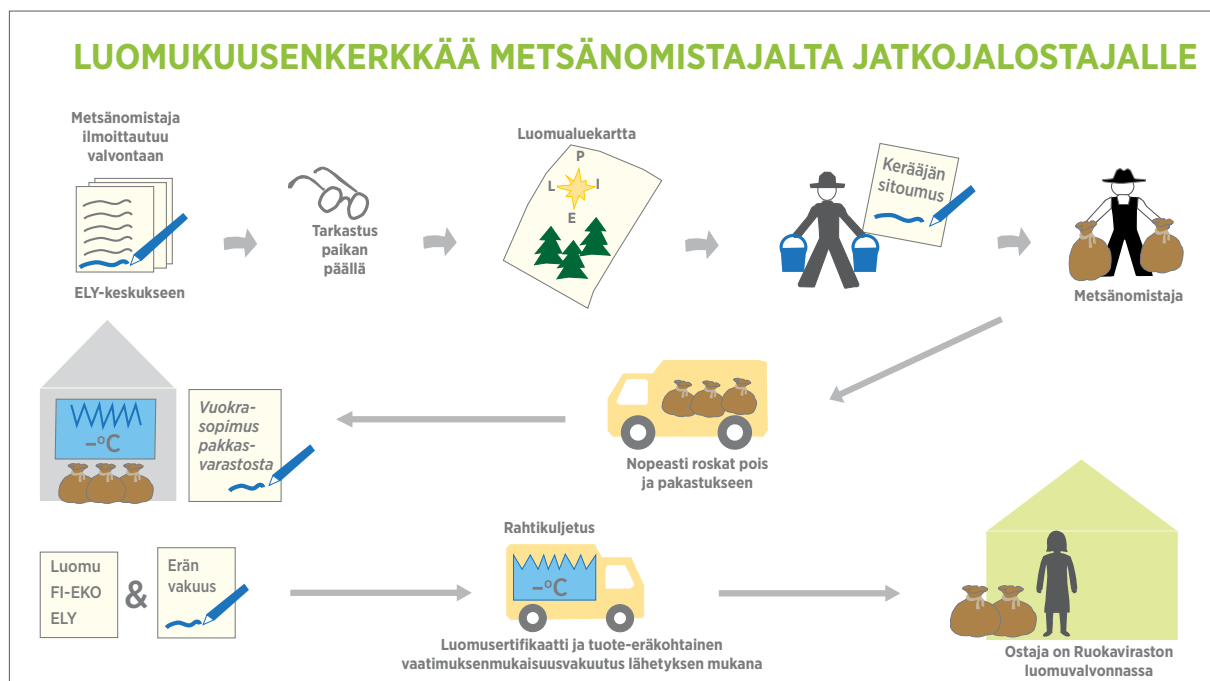 LUOMUKUUSENKERKKÄÄ METSÄNOMISTAJALTA JATKOJALOSTAJALLE
Metsänomistaja
ilmoittautuu
valvontaan
ELY-keskukseen
Tarkastus
paikan
päällä
Luomualuekartta
P
L
I
E
Kerääjän
sitoumus
Metsänomistaja
Nopeasti roskat pois
ja pakastukseen
–°C
Vuokra-
sopimus
pakkas-
varastosta
Luomu
FI-EKO
ELY
&
Erän
vakuus
Rahtikuljetus
–°C
Luomusertifikaatti ja tuote-eräkohtainen
vaatimuksenmukaisuusvakuutus lähetyksen mukana
Ostaja on Ruokaviraston
luomuvalvonnassa